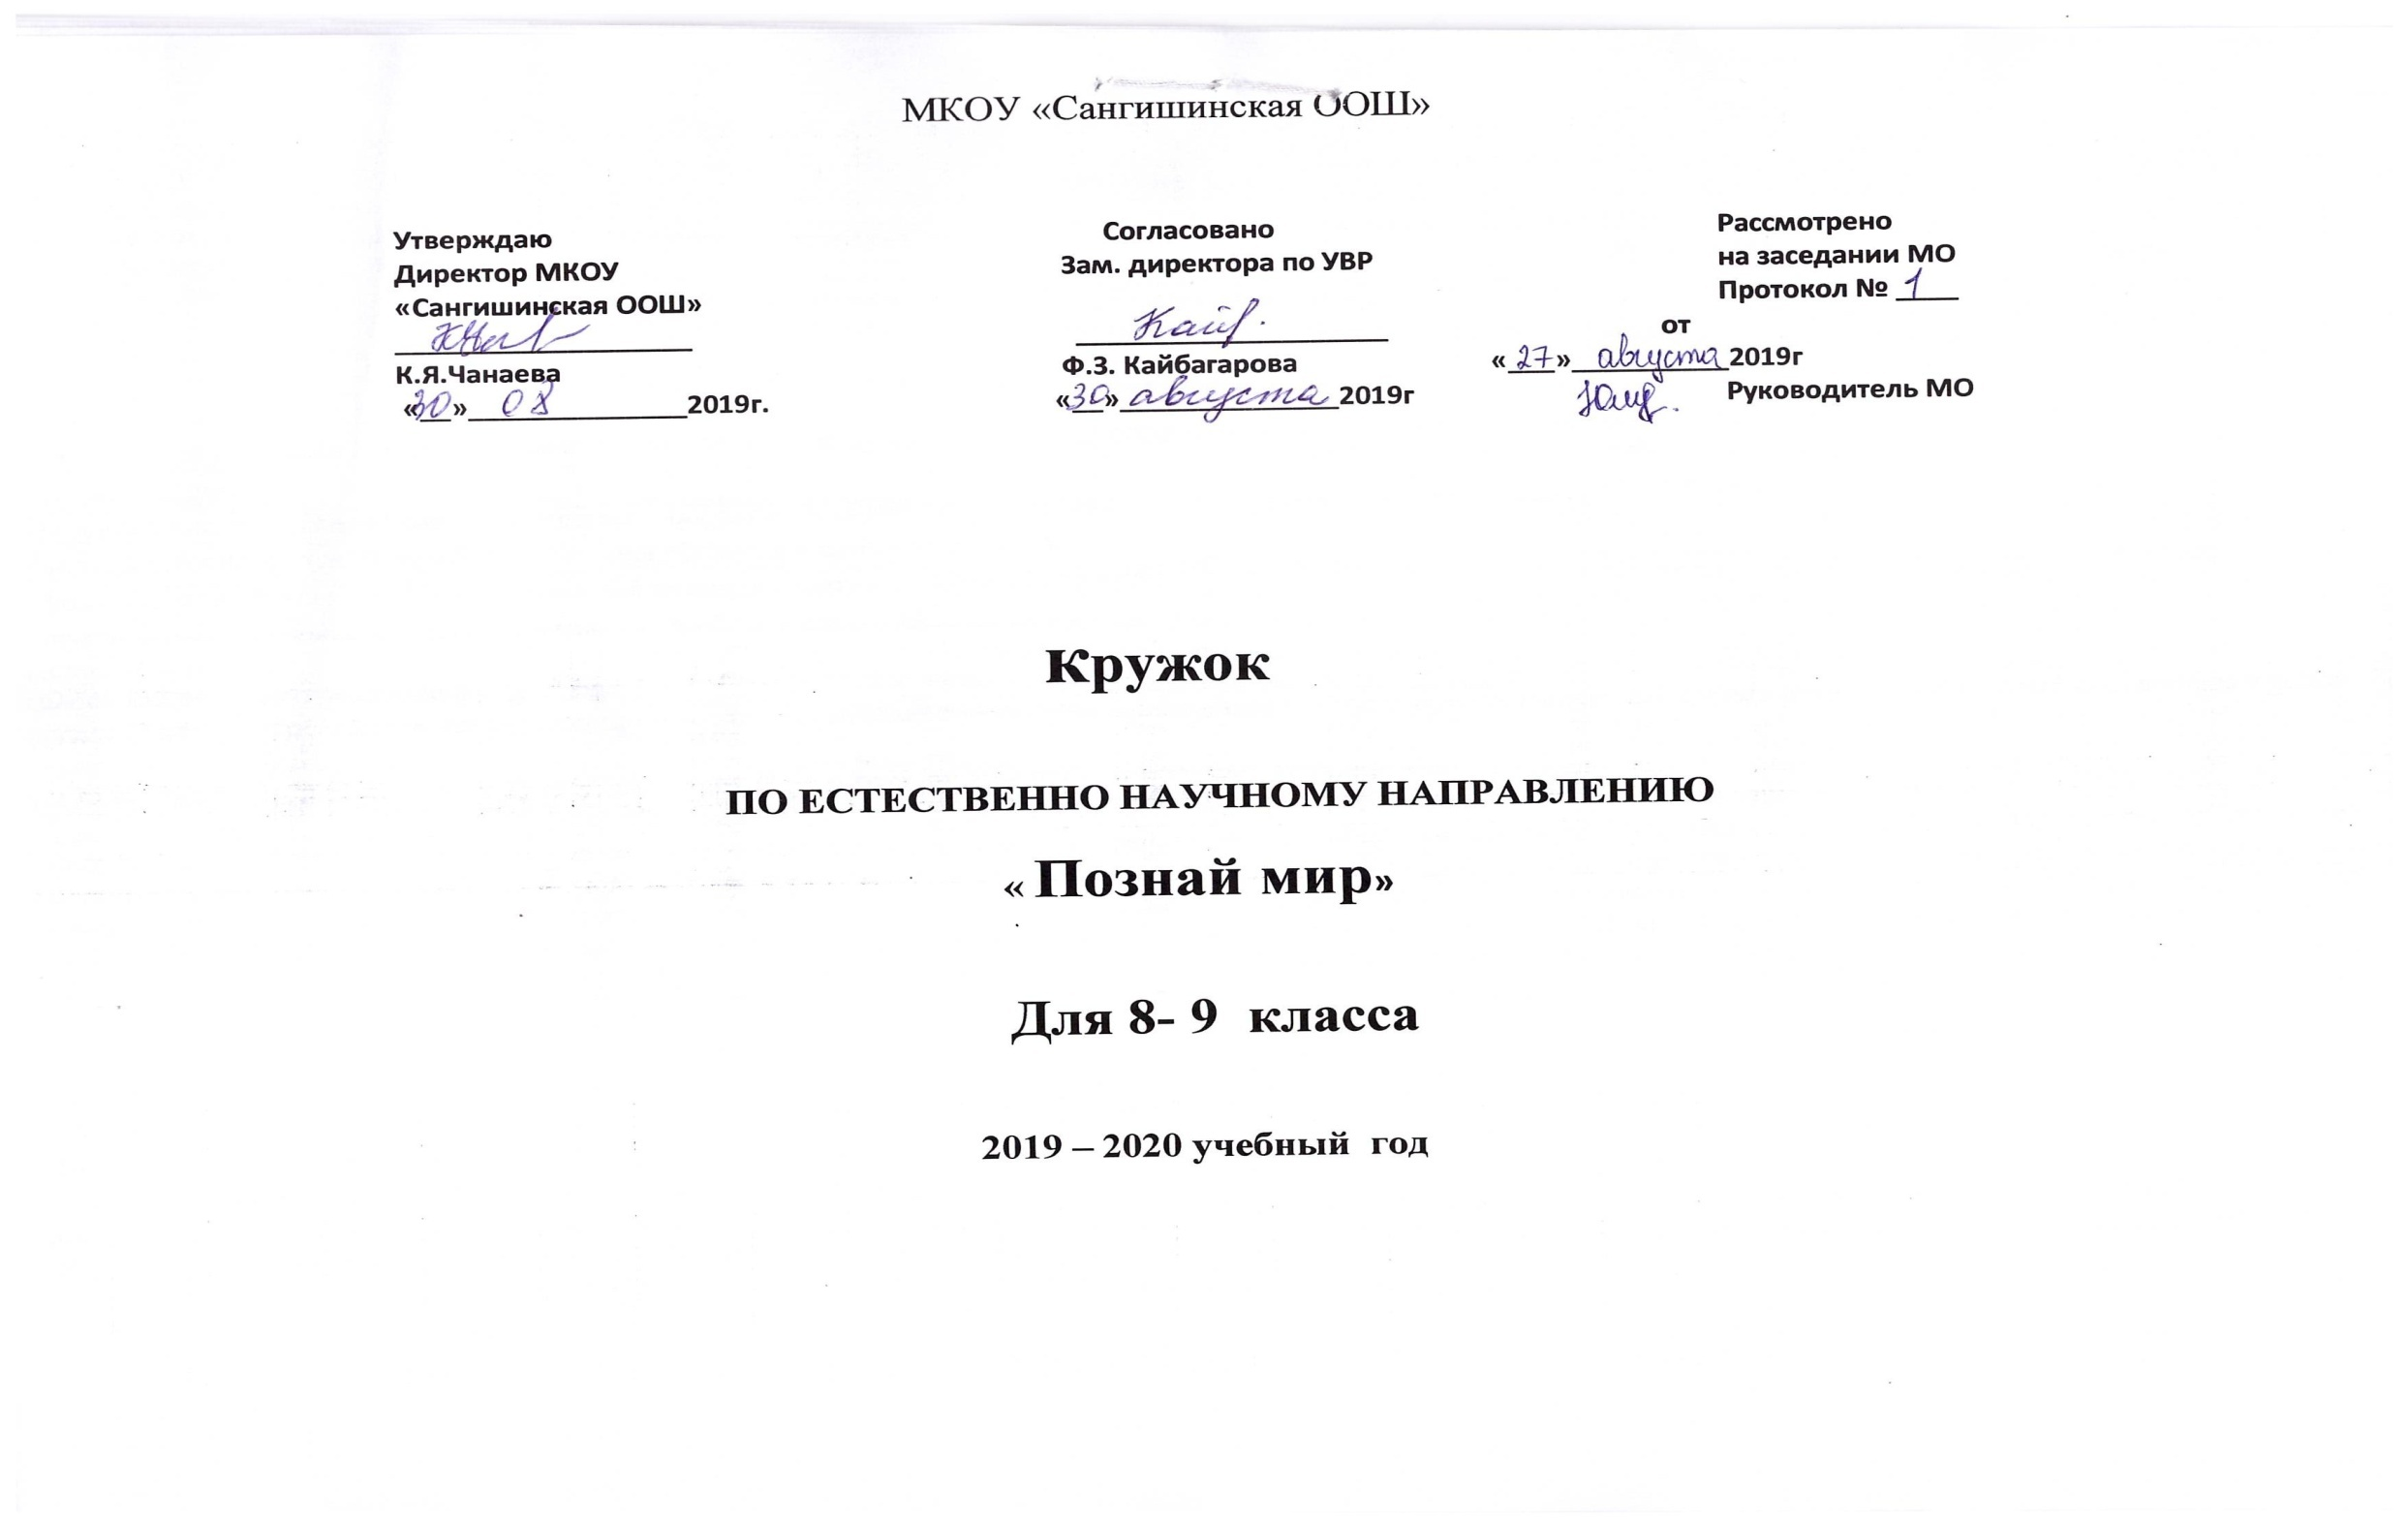 МКОУ «Сангишинская ООШ»
Утверждаю
Директор МКОУ
«Сангишинская ООШ»
К.Я.Чанаева
«30» 08 2019г.
Согласовано
Зам. директора по УВР
Ф.З. Кайбагарова
«30» августа 2019г
Рассмотрено
на заседании МО
Протокол № 1
от
«27» августа 2019г
Руководитель МО
Кружок
ПО ЕСТЕСТВЕННО НАУЧНОМУ НАПРАВЛЕНИЮ
« Познай мир»
Для 8- 9 класса
2019 – 2020 учебный год